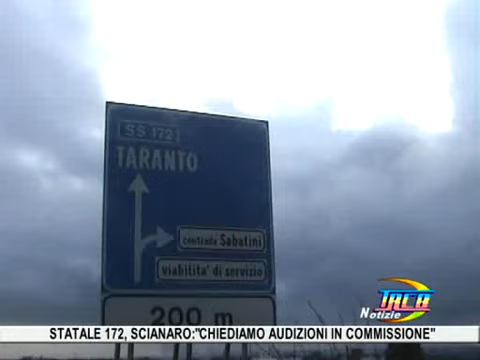 SS 172
TARANTO
contrada Sabatini
viabilita' di servizio
200 m
TRCB
Notizie
STATALE 172, SCIANARO:"CHIEDIAMO AUDIZIONI IN COMMISSIONE"